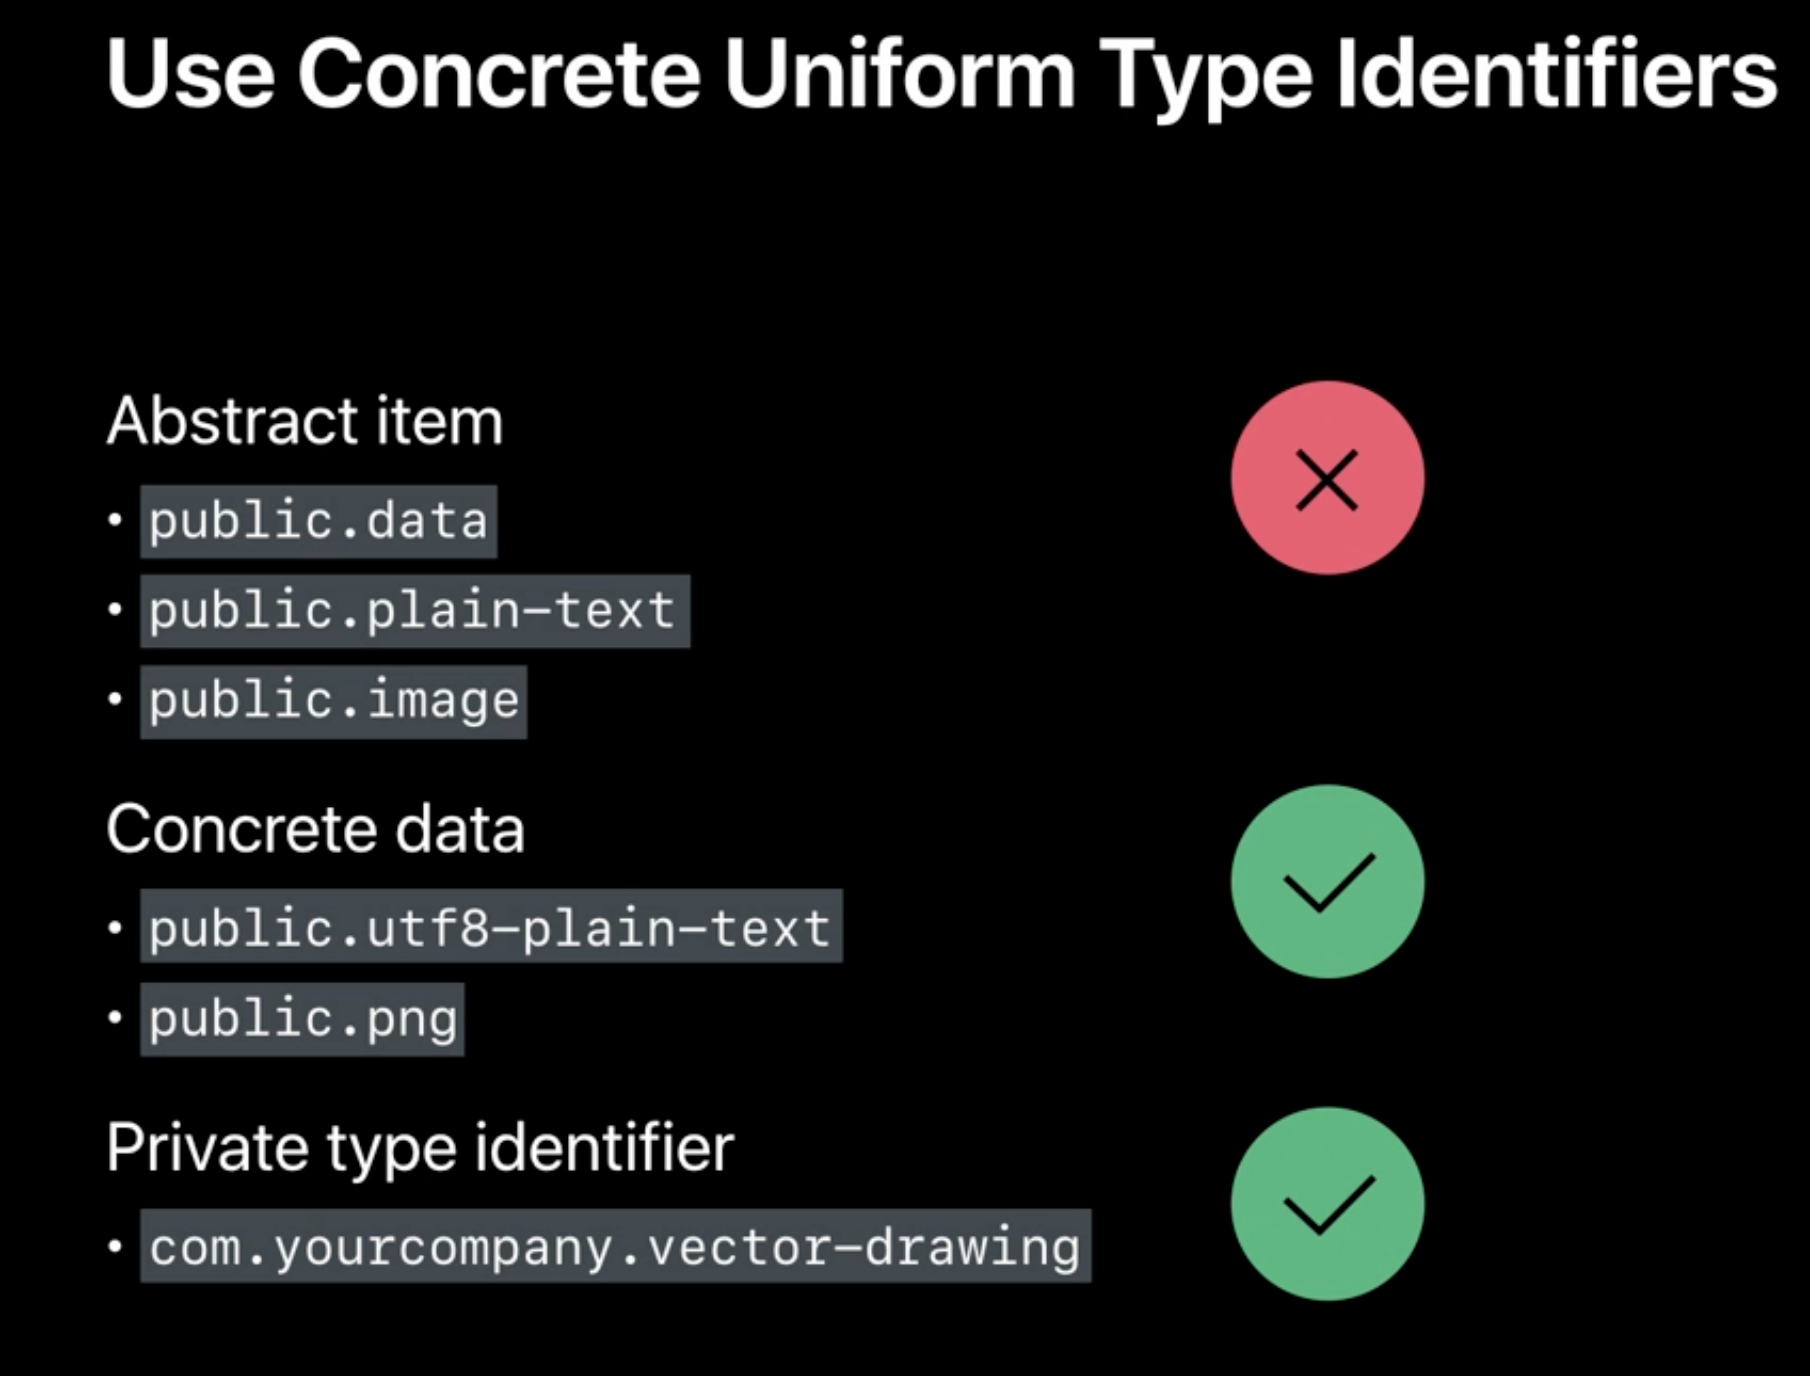 Use Concrete Uniform Type Identifiers
Abstract item
• public.data
• public.plain-text
• public.image
Concrete data
• public.utf8-plain-text
• public.png
Private type identifier
• com.yourcompany.vector-drawing